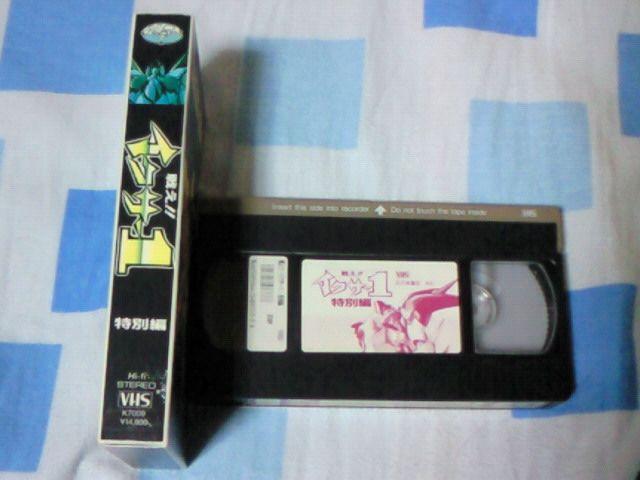 戦え!!
イクサー1
特別編
Hi-fi
STEREO
VHS
K7009
¥14,800
Insert this side into recorder
Do not touch the tape inside
VHS
戦え!!
イクサー1
特別編
VHS